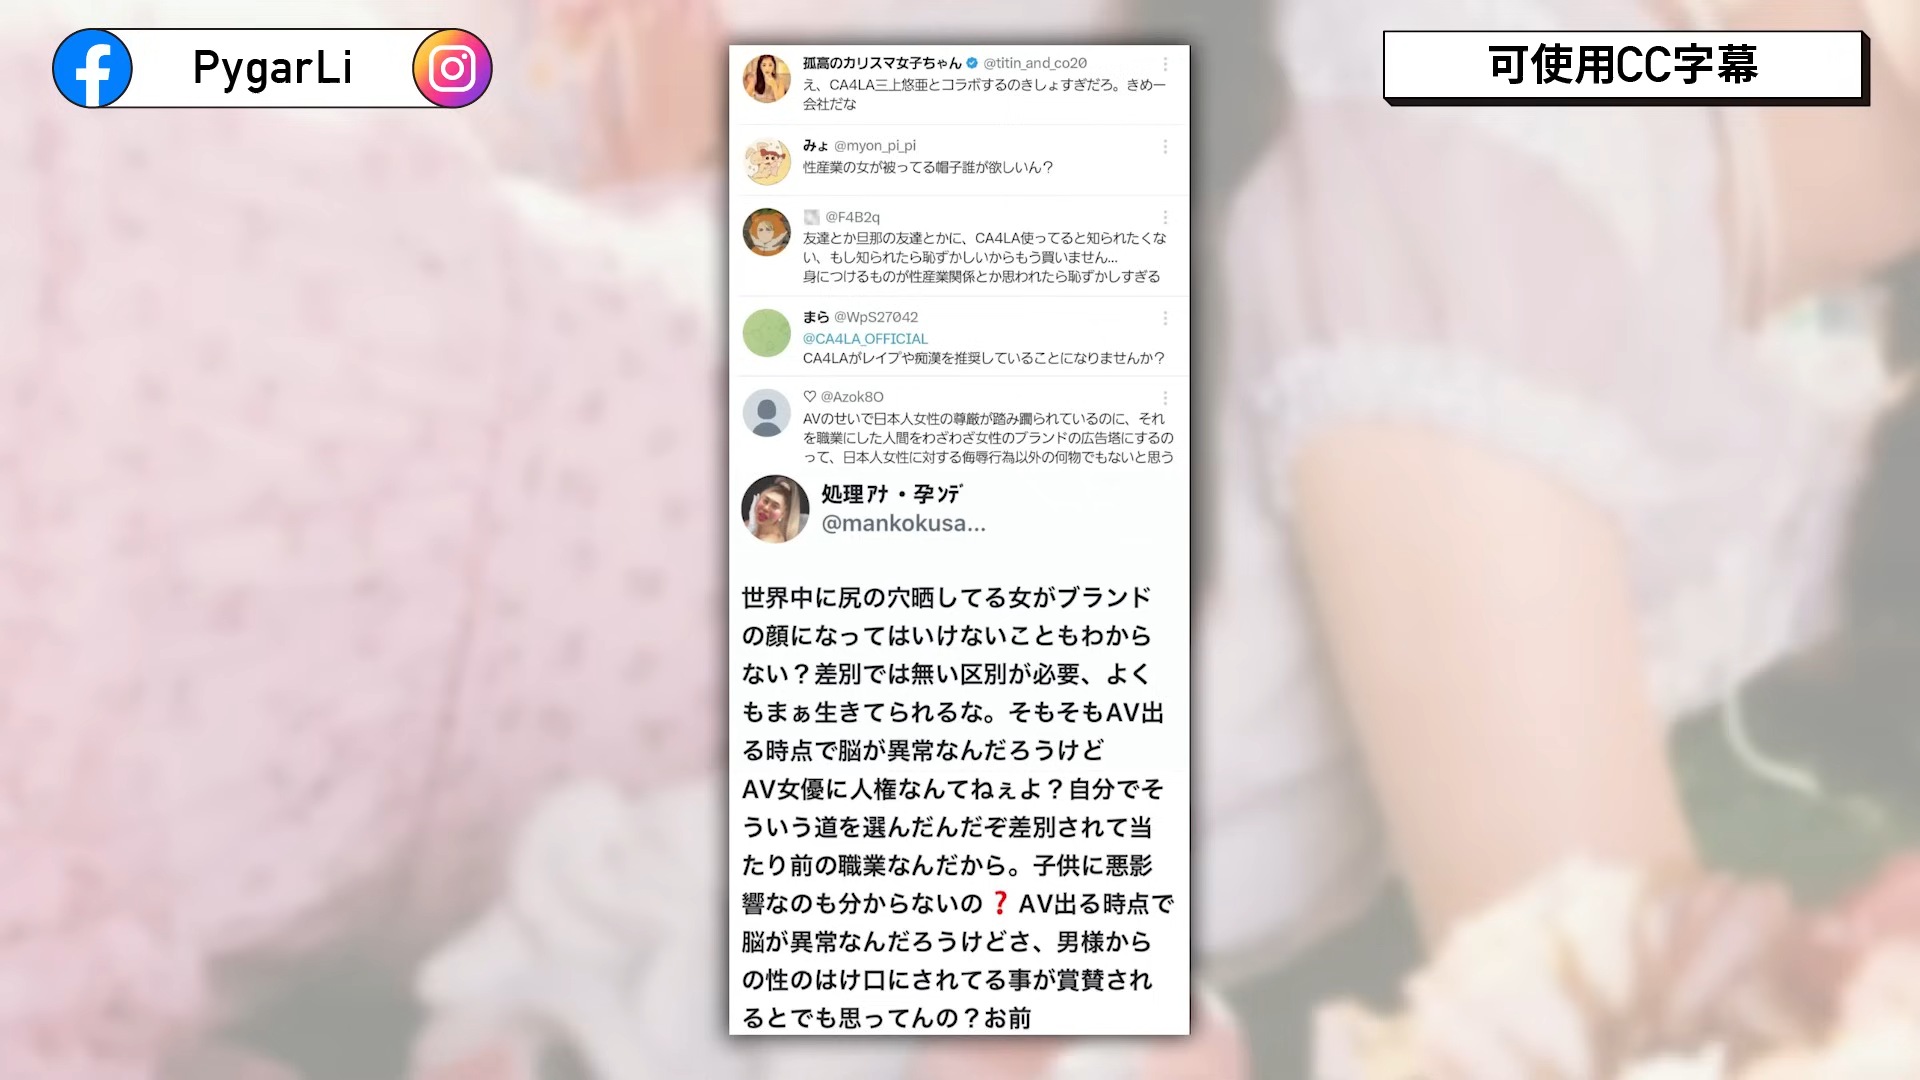 PygarLi
可使用CC字幕
孤高のカリスマ女子ちゃん @titin_and_co20
え、CA4LA三上悠亜とコラボするのきしょすぎだろ。きめー
会社だな
みょ @myon_pi_pi
性産業の女が被ってる帽子誰が欲しいん？
@F4B2q
友達とか旦那の友達とかに、CA4LA使ってると知られたくな
い、もし知られたら恥ずかしいからもう買いません...
身につけるものが性産業関係とか思われたら恥ずかしすぎる
まら @WpS27042
@CA4LA_OFFICIAL
CA4LAがレイプや痴漢を推奨していることになりませんか？
♡ @Azok8O
AVのせいで日本人女性の尊厳が踏み躙られているのに、それ
を職業にした人間をわざわざ女性のブランドの広告塔にするの
って、日本人女性に対する侮辱行為以外の何物でもないと思う
処理ｱﾅ・孕ﾝﾃﾞ
@mankokusa...
世界中に尻の穴晒してる女がブランド
の顔になってはいけないこともわから
ない？差別では無い区別が必要、よく
もまぁ生きてられるな。そもそもAV出
る時点で脳が異常なんだろうけど
AV女優に人権なんてねぇよ？自分でそ
ういう道を選んだんだぞ差別されて当
たり前の職業なんだから。子供に悪影
響なのも分からないの❓AV出る時点で
脳が異常なんだろうけどさ、男様から
の性のはけ口にされてる事が賞賛され
るとでも思ってんの？お前